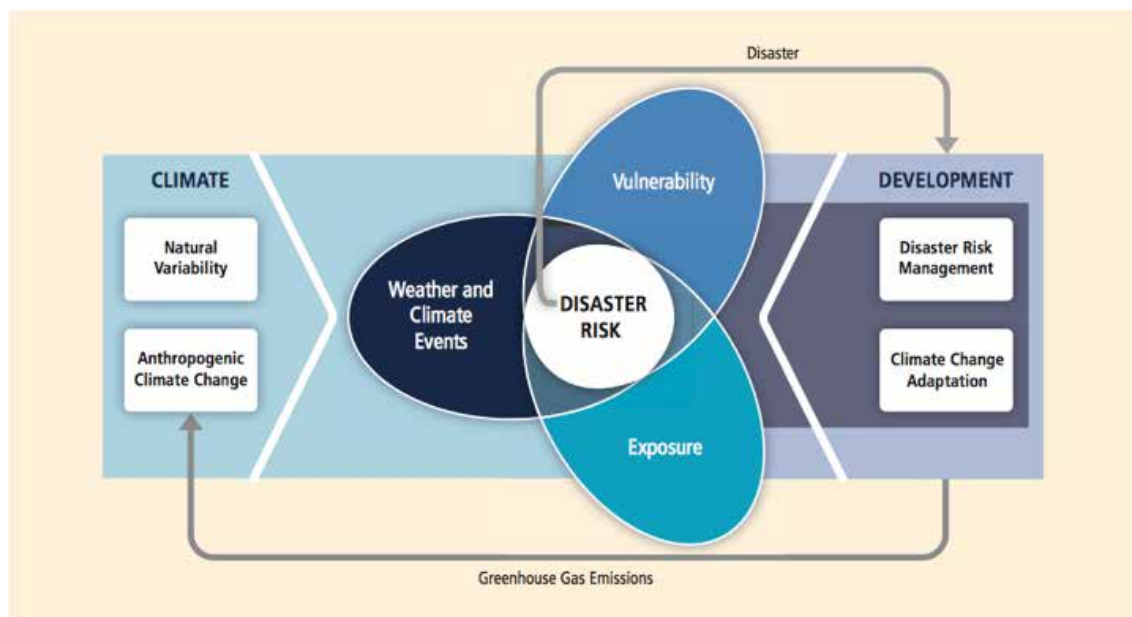 Disaster
CLIMATE
Natural
Variability
Anthropogenic
Climate Change
Vulnerability
Weather and
Climate
Events
DISASTER
RISK
Exposure
DEVELOPMENT
Disaster Risk
Management
Climate Change
Adaptation
Greenhouse Gas Emissions